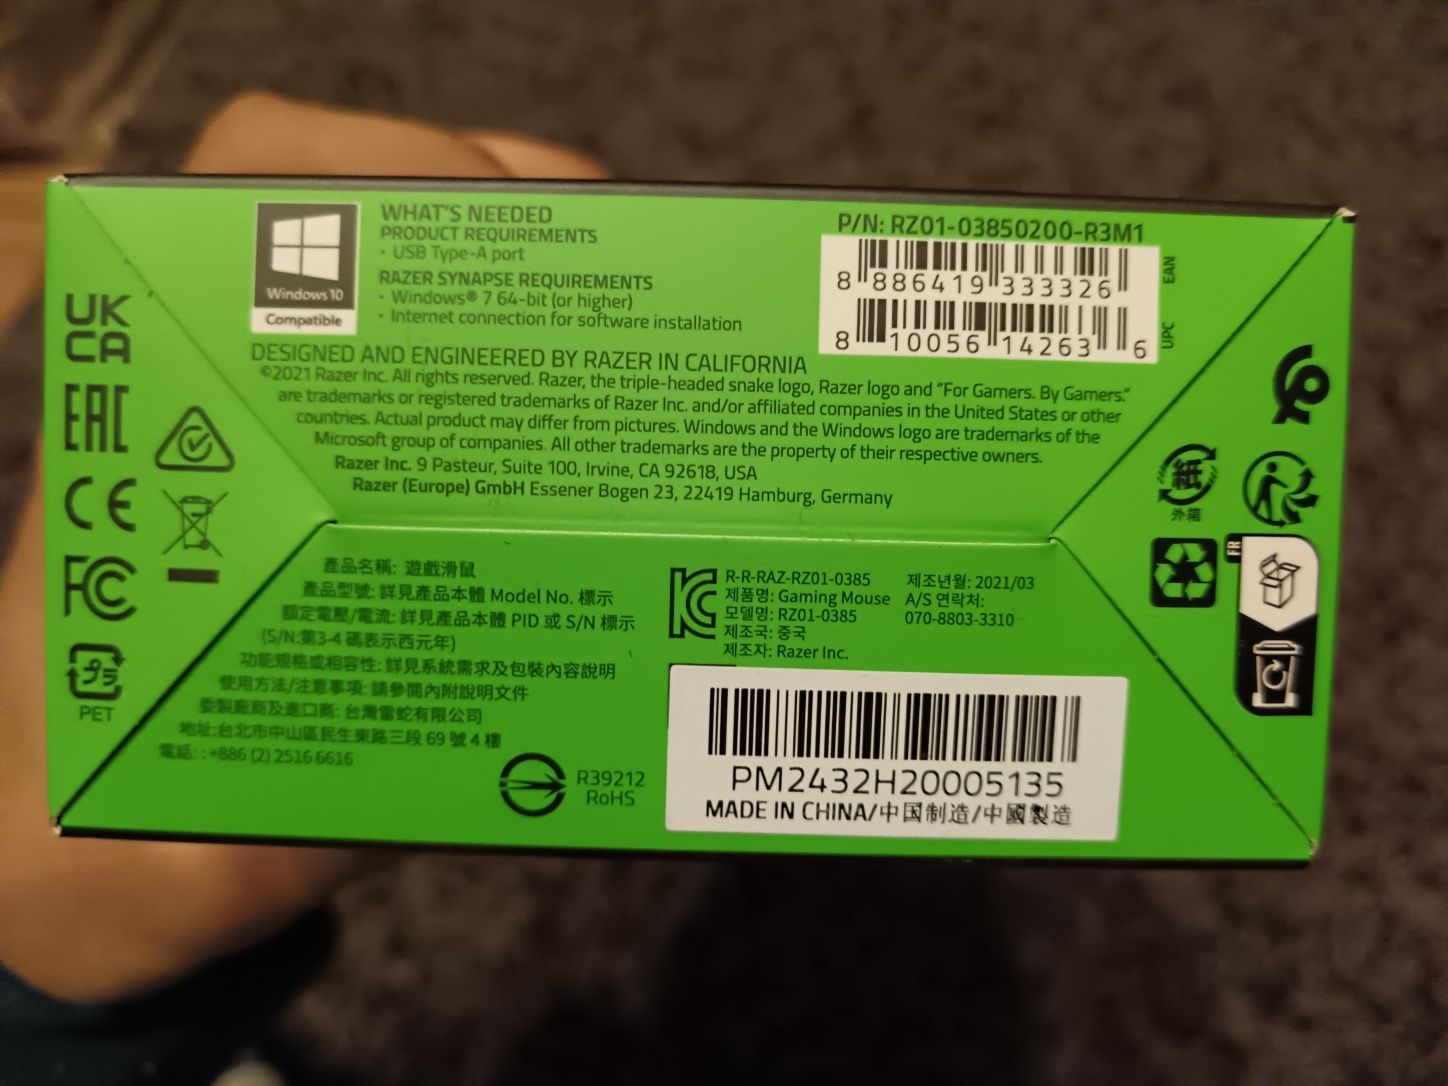 Windows 10
Compatible
WHAT'S NEEDED
PRODUCT REQUIREMENTS
· USB Type-A port
RAZER SYNAPSE REQUIREMENTS
· Windows® 7 64-bit (or higher)
· Internet connection for software installation
P/N: RZ01-03850200-R3M1
8 886419 333326
EAN
8 10056 14263 6
UPC
DESIGNED AND ENGINEERED BY RAZER IN CALIFORNIA
©2021 Razer Inc. All rights reserved. Razer, the triple-headed snake logo, Razer logo and "For Gamers. By Gamers."
are trademarks or registered trademarks of Razer Inc. and/or affiliated companies in the United States or other
countries. Actual product may differ from pictures. Windows and the Windows logo are trademarks of the
Microsoft group of companies. All other trademarks are the property of their respective owners.
Razer Inc. 9 Pasteur, Suite 100, Irvine, CA 92618, USA
Razer (Europe) GmbH Essener Bogen 23, 22419 Hamburg, Germany
UK
CA
EAC
CE
FC
プラ
PET
產品名稱: 遊戲滑鼠
產品型號: 詳見產品本體 Model No. 標示
額定電壓/電流: 詳見產品本體 PID 或 S/N 標示
(S/N:第3-4 碼表示西元年)
功能規格或相容性: 詳見系統需求及包裝內容說明
使用方法/注意事項: 請參閱內附說明文件
委製廠商及進口商: 台灣雷蛇有限公司
地址:台北市中山區民生東路三段 69 號 4 樓
電話: : +886 (2) 2516 6616
R39212
RoHS
R-R-RAZ-RZ01-0385
제품명: Gaming Mouse
모델명: RZ01-0385
제조국: 중국
제조자: Razer Inc.
제조년월: 2021/03
A/S 연락처:
070-8803-3310
PM2432H20005135
MADE IN CHINA/中国制造/中國製造
紙
外箱
FR